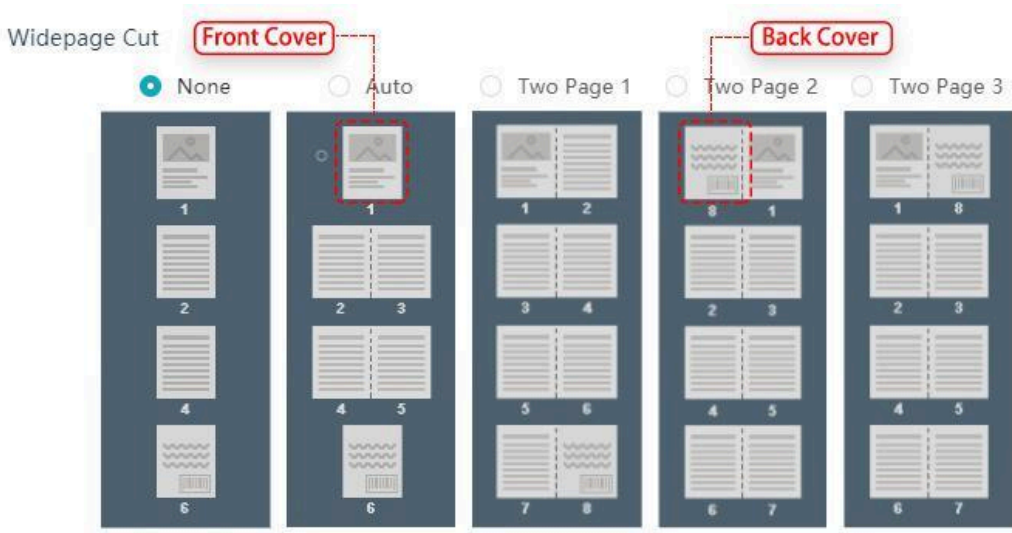 Widepage Cut Front Cover Back Cover
None Auto Two Page 1 Two Page 2 Two Page 3
1 1 1 2 8 1 1 8
2 2 3 3 4 2 3 2 3
4 4 5 5 6 4 5 4 5
6 6 7 8 6 7 6 7